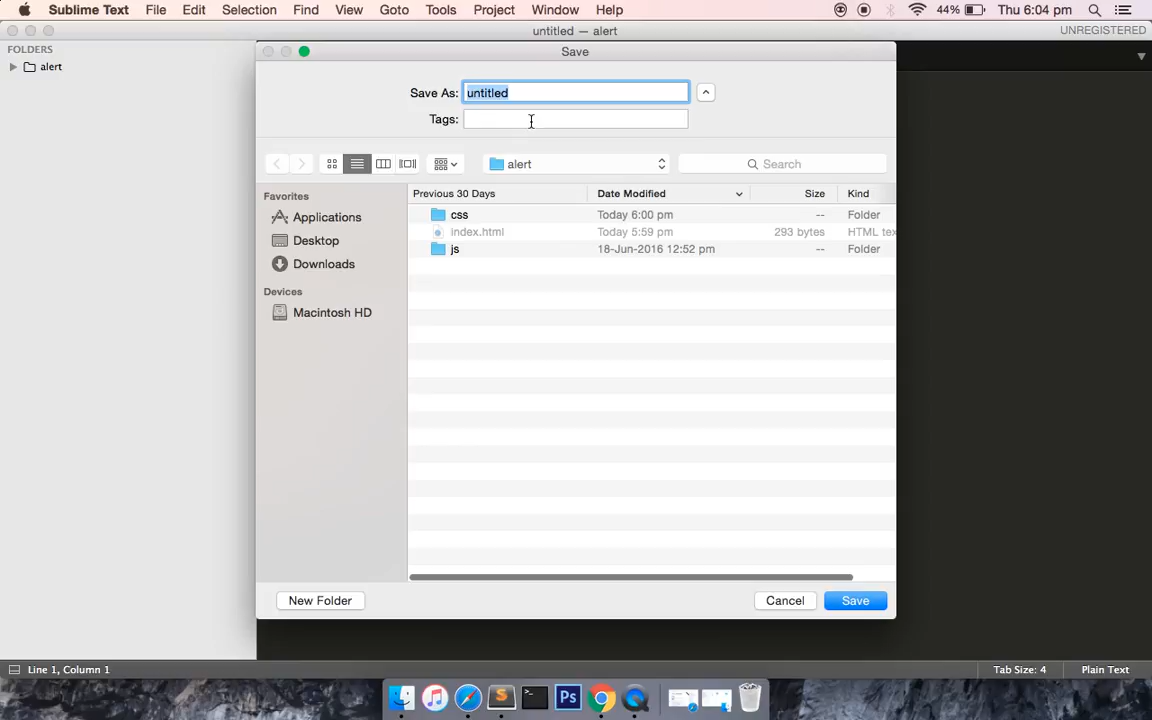 Sublime Text File Edit Selection Find View Goto Tools Project Window Help 44% Thu 6:04 pm
untitled — alert UNREGISTERED
FOLDERS
alert
Save
Save As: untitled
Tags:
alert Search
Favorites
Applications
Desktop
Downloads
Devices
Macintosh HD
Previous 30 Days Date Modified Size Kind
css Today 6:00 pm -- Folder
index.html Today 5:59 pm 293 bytes HTML tex
js 18-Jun-2016 12:52 pm -- Folder
New Folder Cancel Save
Line 1, Column 1 Tab Size: 4 Plain Text
Ps